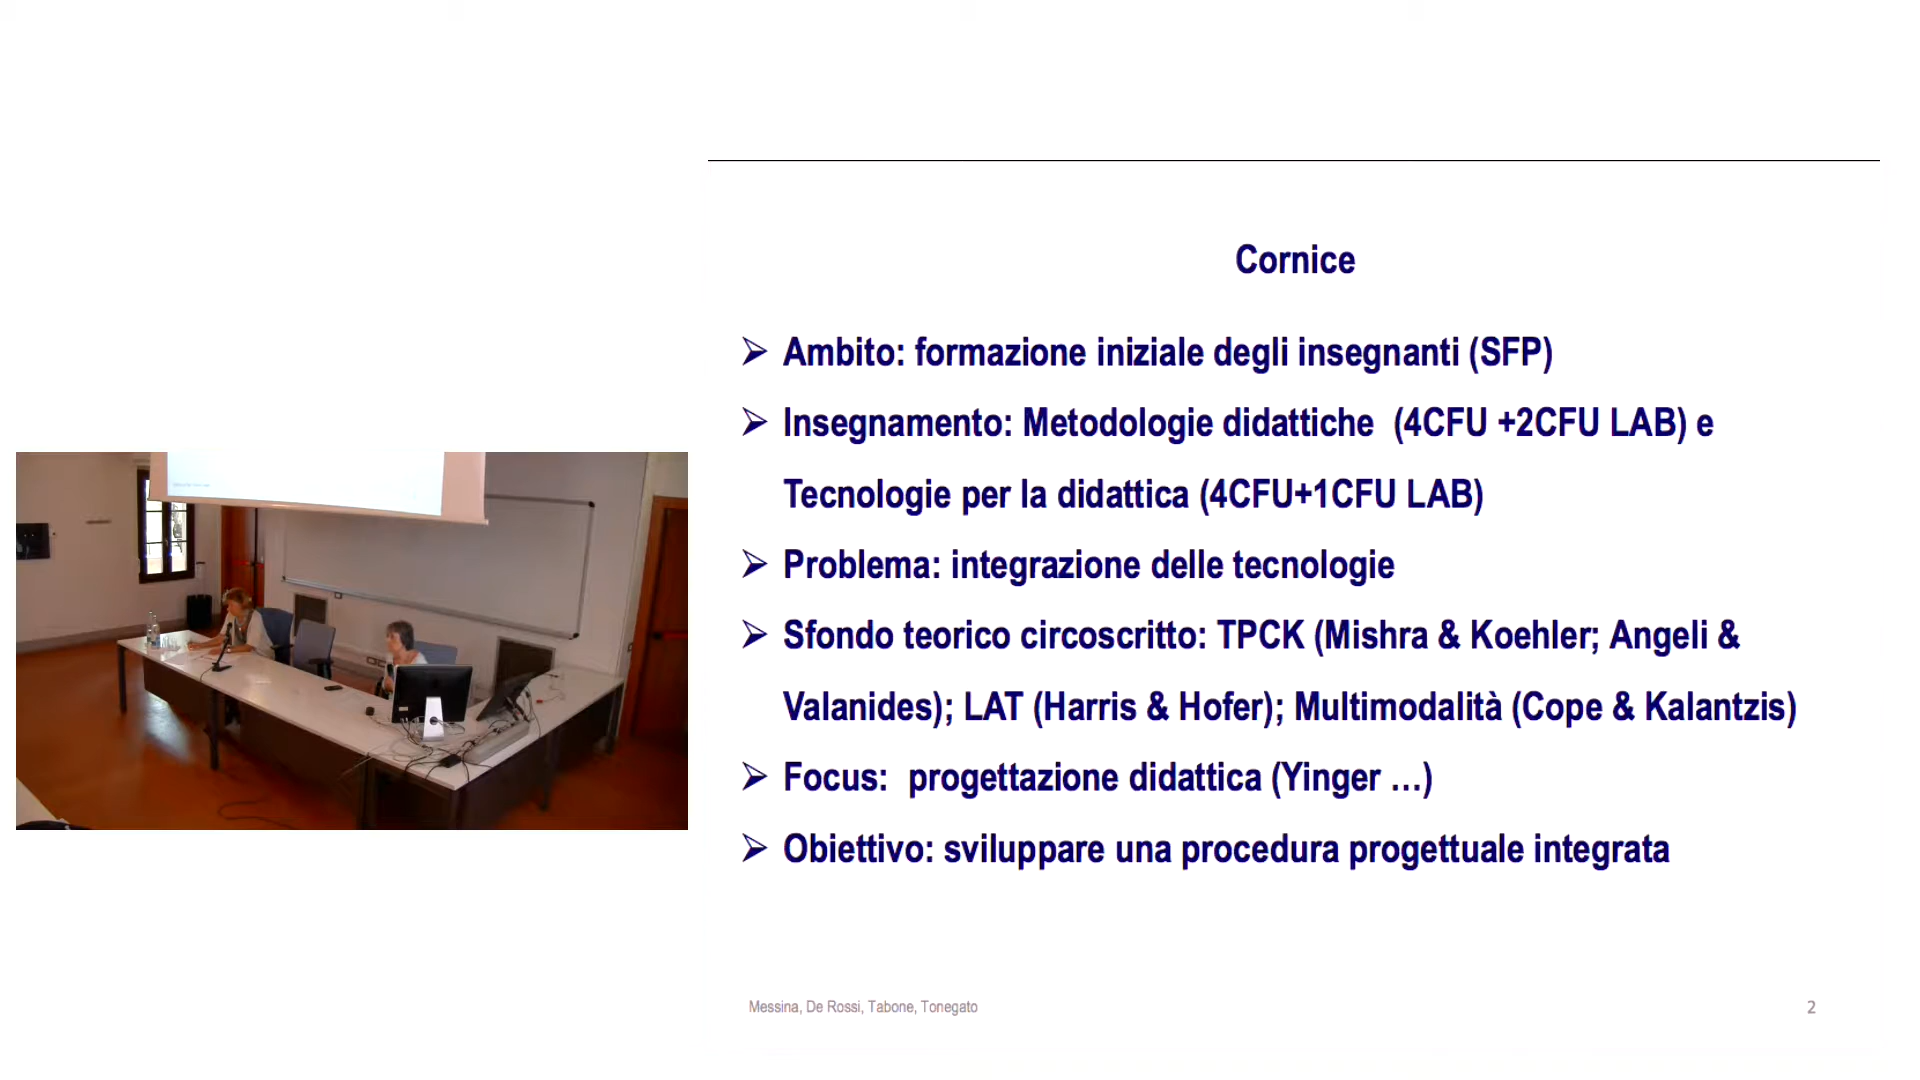 Cornice
➢ Ambito: formazione iniziale degli insegnanti (SFP)
➢ Insegnamento: Metodologie didattiche (4CFU +2CFU LAB) e
Tecnologie per la didattica (4CFU+1CFU LAB)
➢ Problema: integrazione delle tecnologie
➢ Sfondo teorico circoscritto: TPCK (Mishra & Koehler; Angeli &
Valanides); LAT (Harris & Hofer); Multimodalità (Cope & Kalantzis)
➢ Focus: progettazione didattica (Yinger …)
➢ Obiettivo: sviluppare una procedura progettuale integrata
Messina, De Rossi, Tabone, Tonegato
2